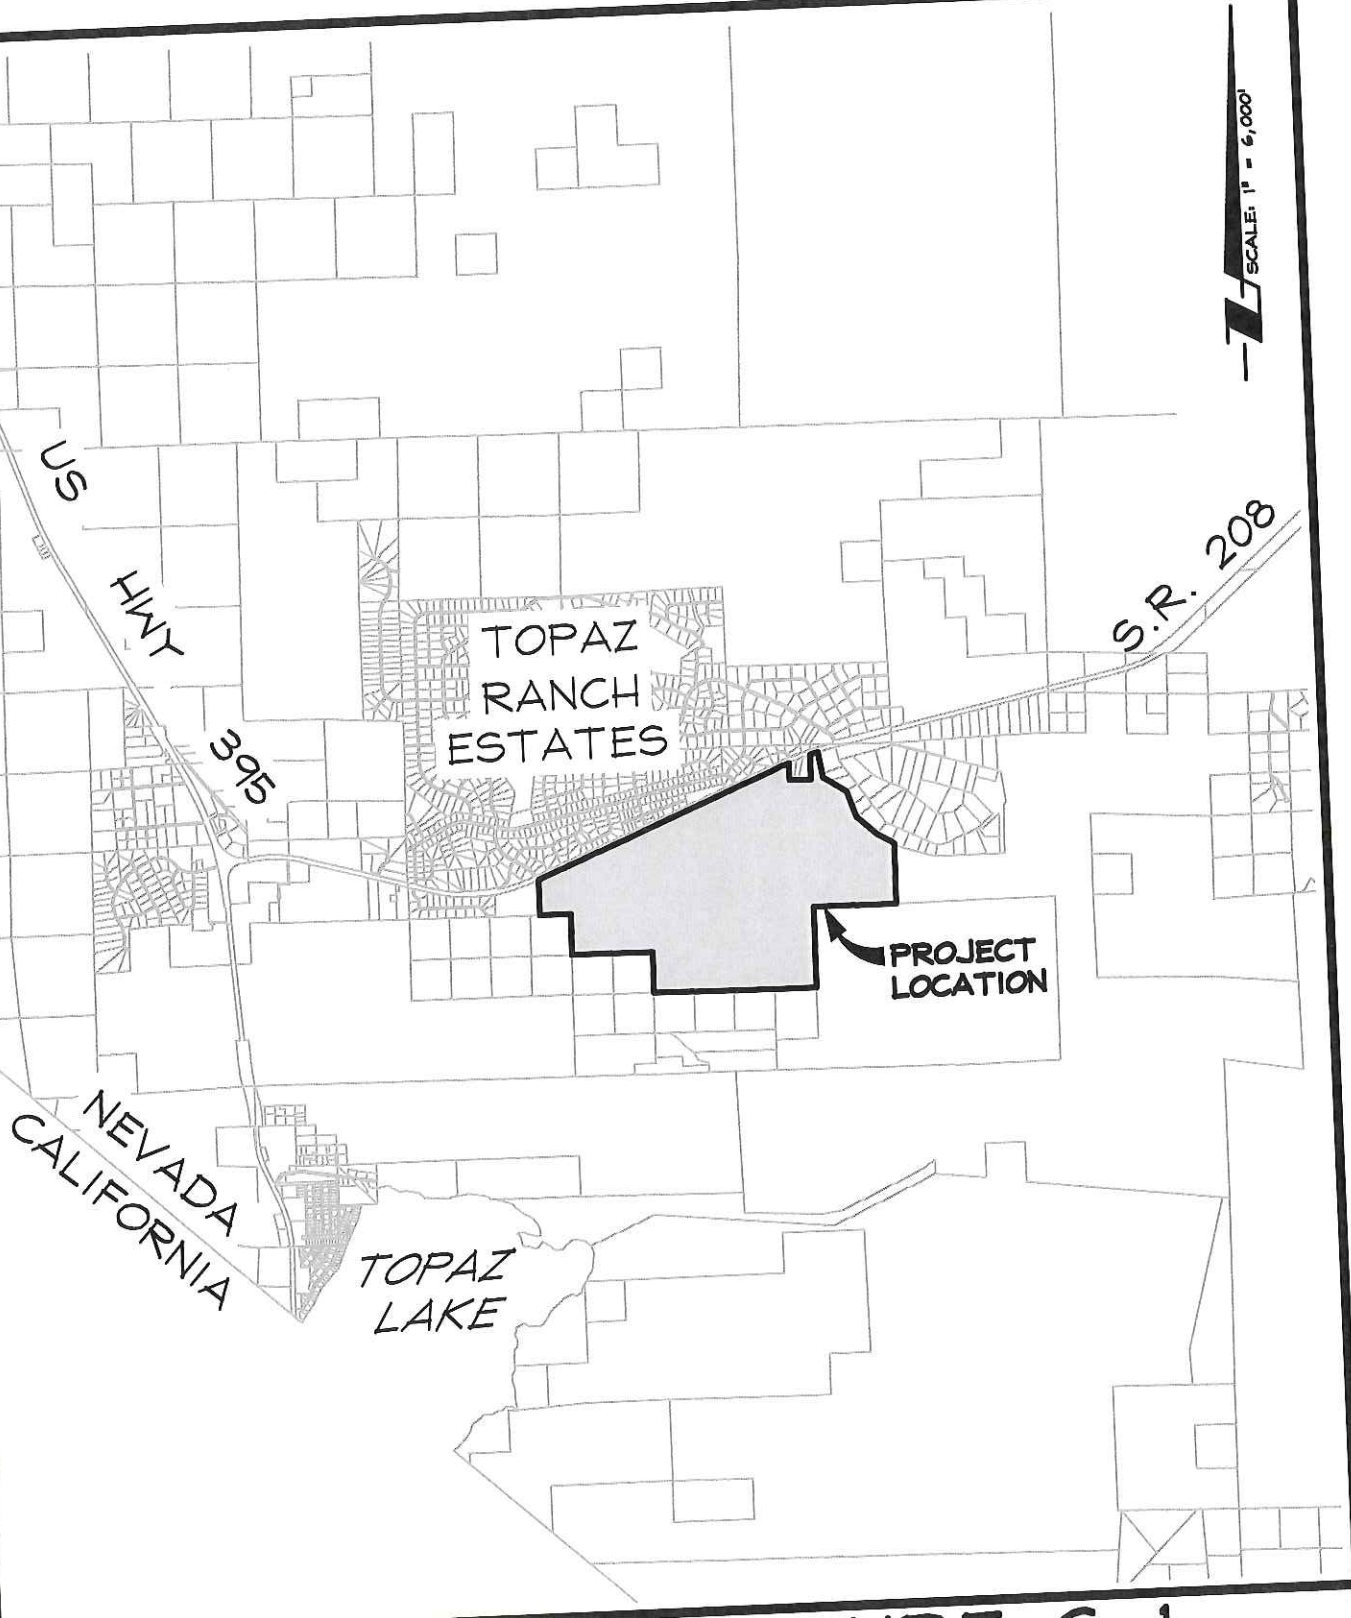 SCALE: 1" = 6,000'
US
HWY
395
S.R. 208
TOPAZ
RANCH
ESTATES
PROJECT
LOCATION
NEVADA
CALIFORNIA
TOPAZ
LAKE